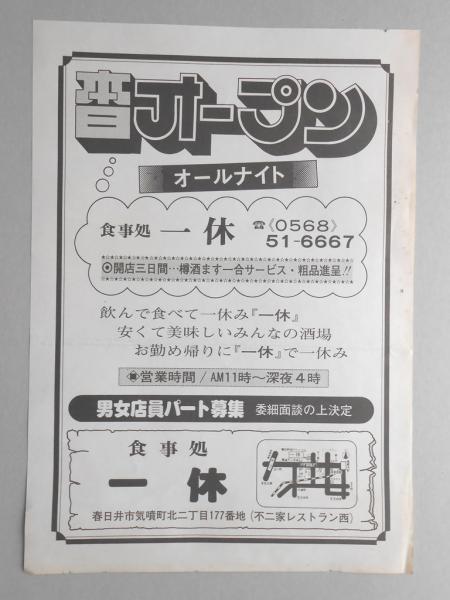 オープン
オールナイト
食事処 一休 ☎《0568》
51-6667
◎開店三日間…樽酒ます一合サービス・粗品進呈!!
飲んで食べて一休み『一休』
安くて美味しいみんなの酒場
お勤め帰りに『一休』で一休み
営業時間/AM11時〜深夜4時
男女店員パート募集 委細面談の上決定
食事処
一休
春日井市気噴町北二丁目177番地(不二家レストラン西)